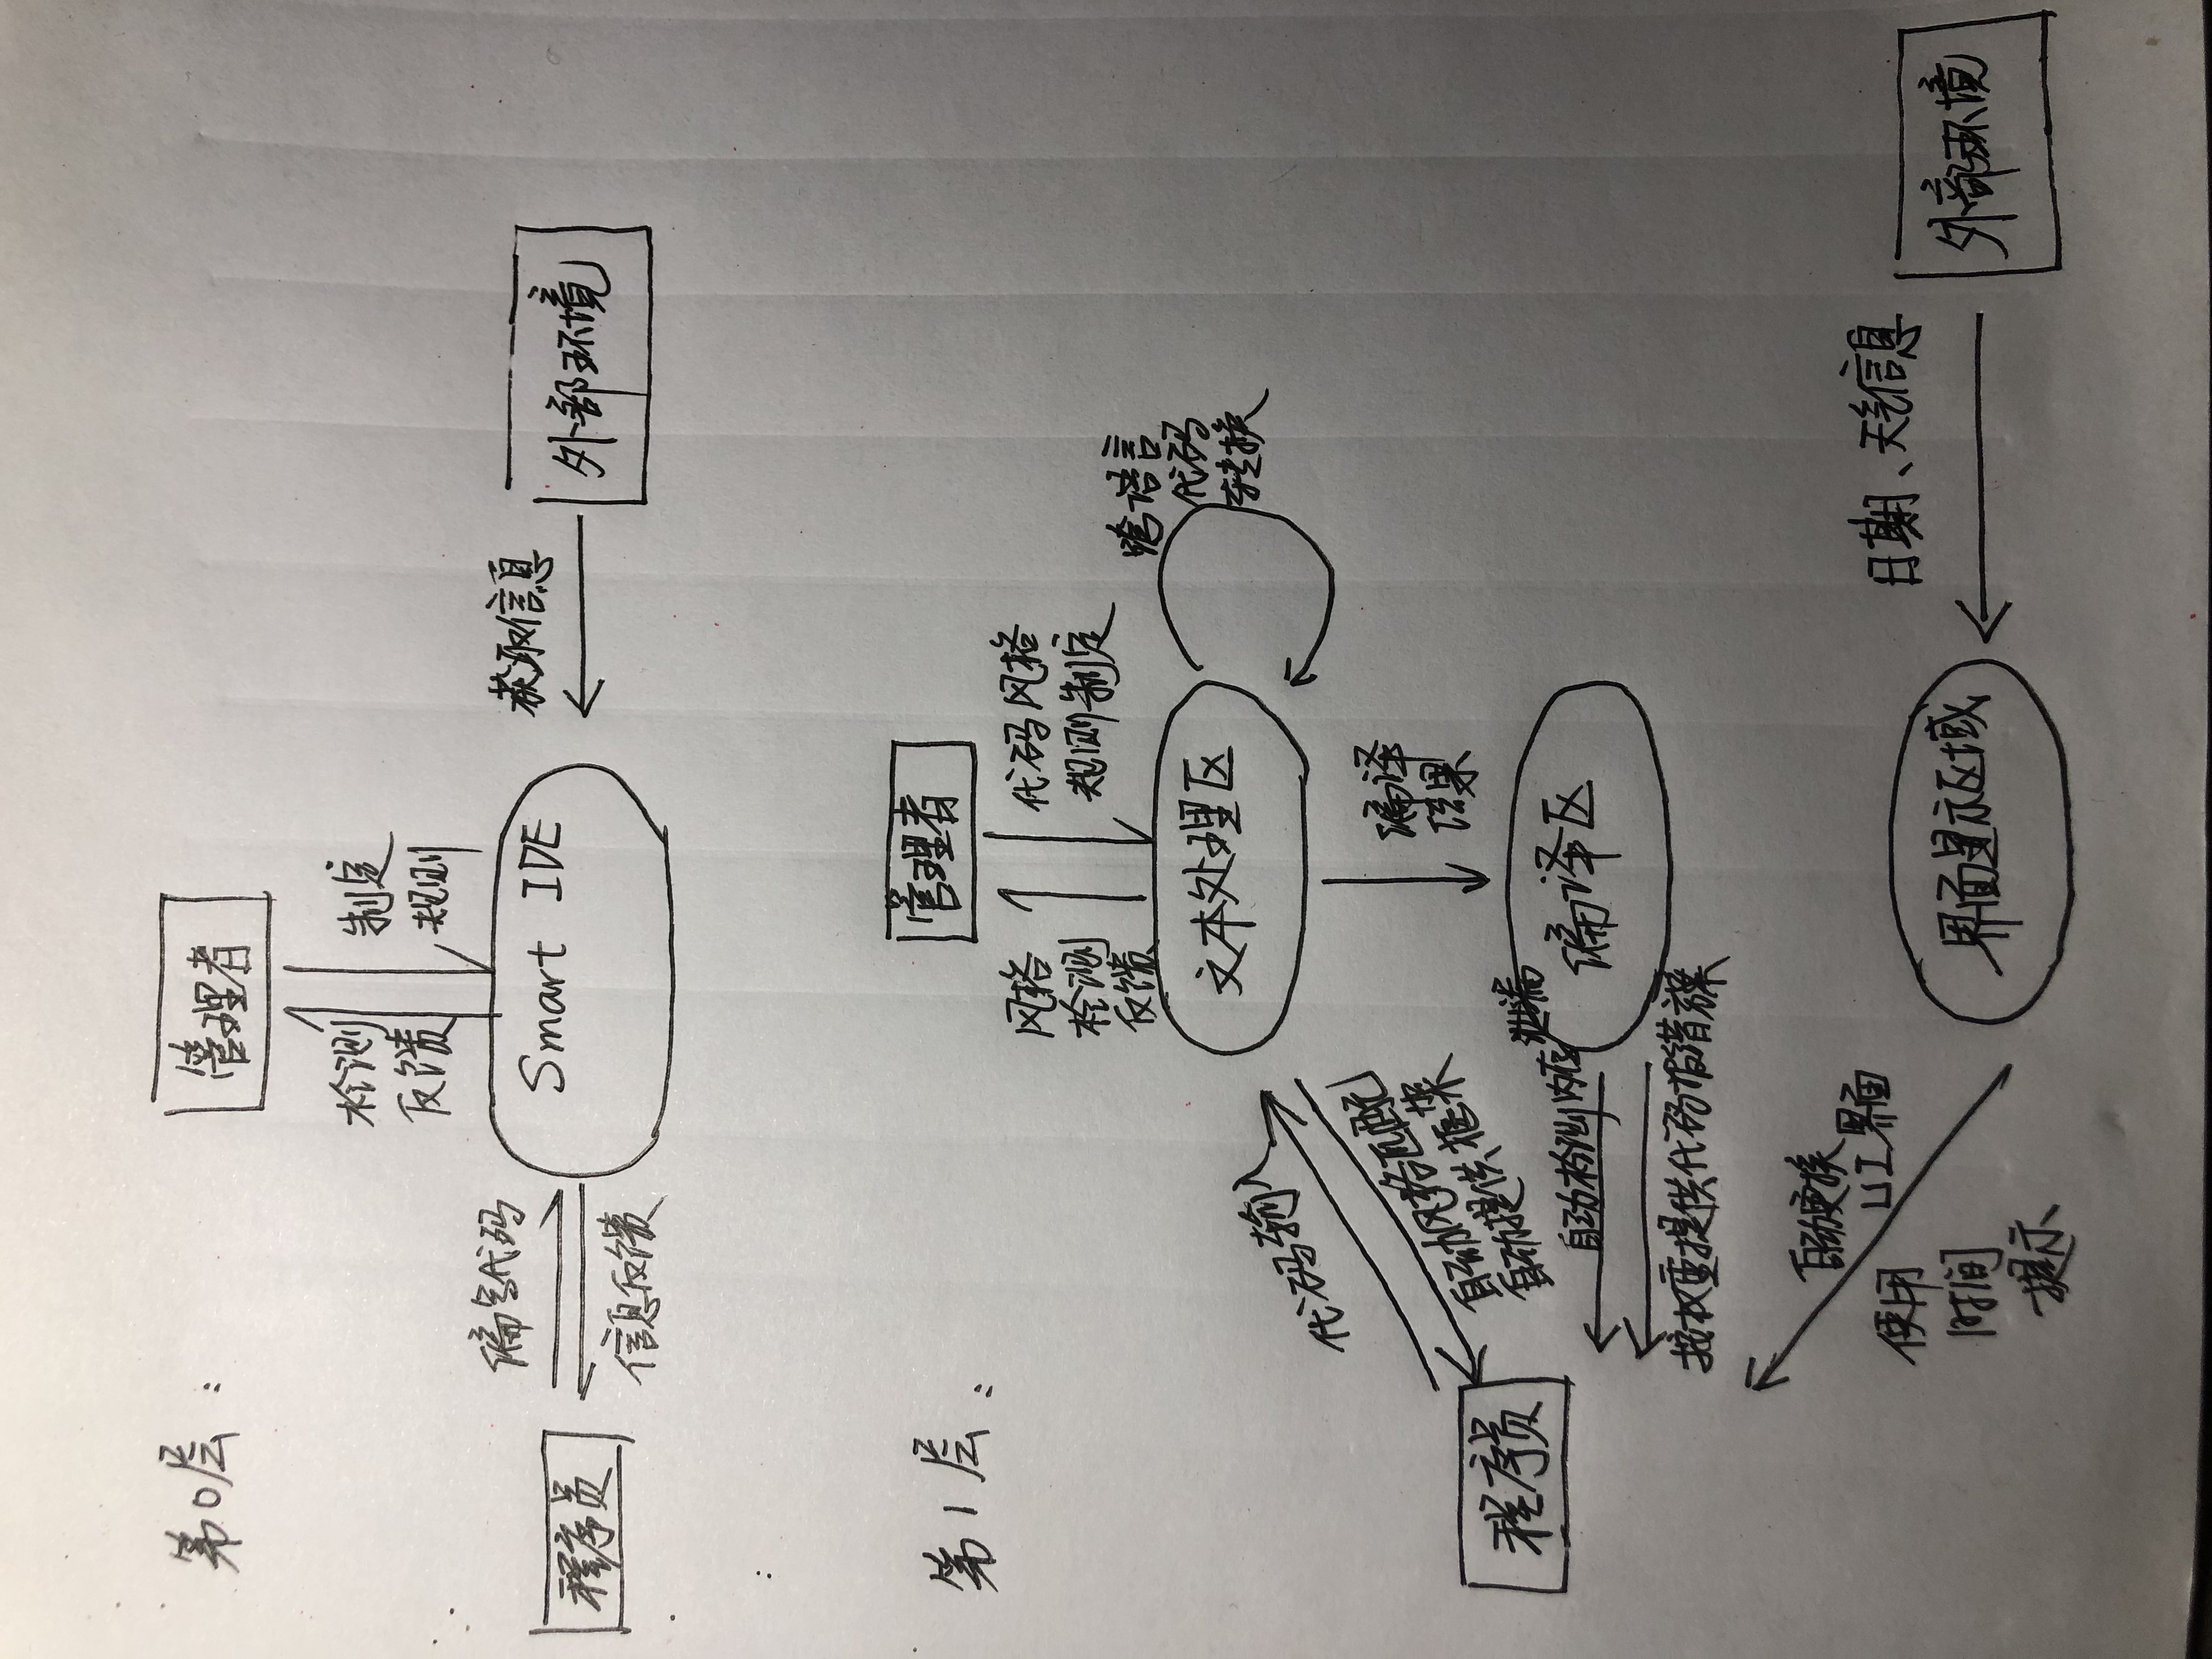 第0层：
管理者
检测
反馈
制定
规则
编写代码
Smart IDE
获取信息
程序员
外部环境
信息反馈
第1层：
管理者
风格
检测
反馈
代码风格
规则制定
跨语言
代码
转换
文本处理区
代码输入
自动风格匹配
自动提供框架
编译
结果
程序员
自动检测内存泄漏
编译区
按权重提供代码报错方案
自动更换
UI界面
使用
时间
提示
日期、天气信息
界面显示区域
外部环境